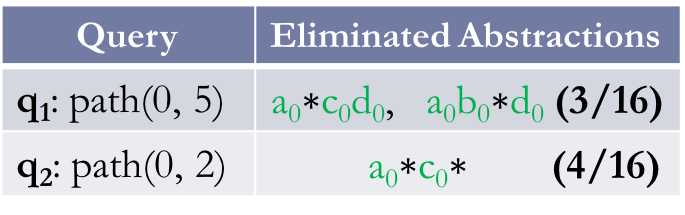 Query Eliminated Abstractions
q₁: path(0, 5) a₀*c₀d₀, a₀b₀*d₀ (3/16)
q₂: path(0, 2) a₀*c₀* (4/16)